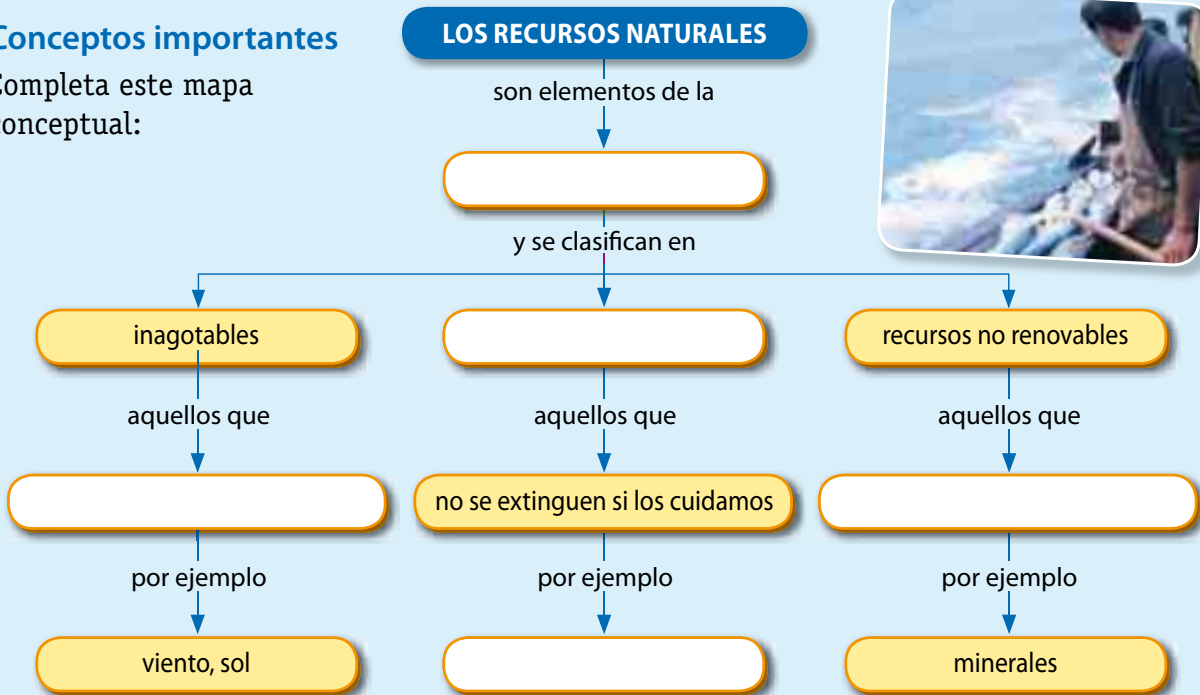 Conceptos importantes
Completa este mapa
conceptual:
LOS RECURSOS NATURALES
son elementos de la
y se clasifican en
inagotables
recursos no renovables
aquellos que
aquellos que
aquellos que
no se extinguen si los cuidamos
por ejemplo
por ejemplo
por ejemplo
viento, sol
minerales